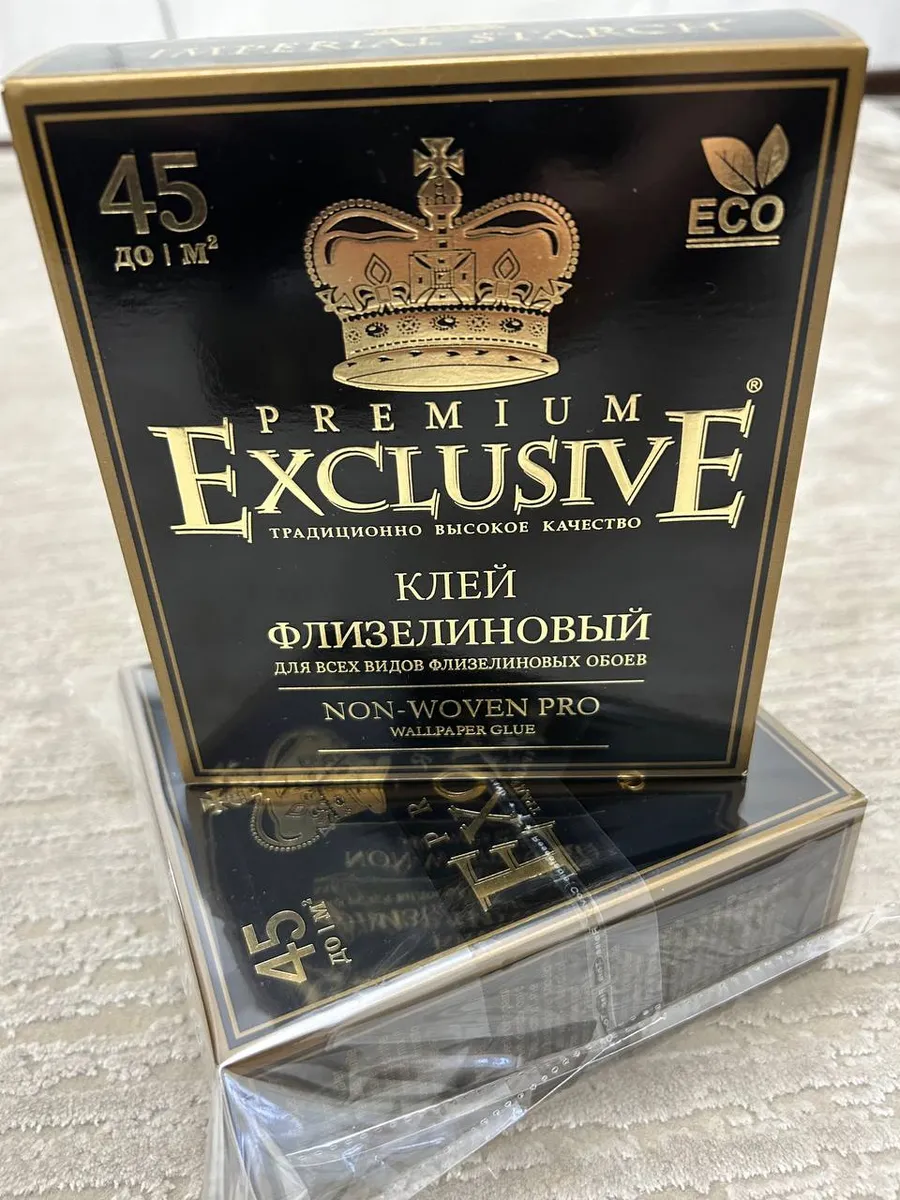 IMPERIAL STARCH
45
ДО | М²
ECO
PREMIUM
EXCLUSIVE®
ТРАДИЦИОННО ВЫСОКОЕ КАЧЕСТВО
КЛЕЙ
ФЛИЗЕЛИНОВЫЙ
ДЛЯ ВСЕХ ВИДОВ ФЛИЗЕЛИНОВЫХ ОБОЕВ
NON-WOVEN PRO
WALLPAPER GLUE
45
ДО | М²